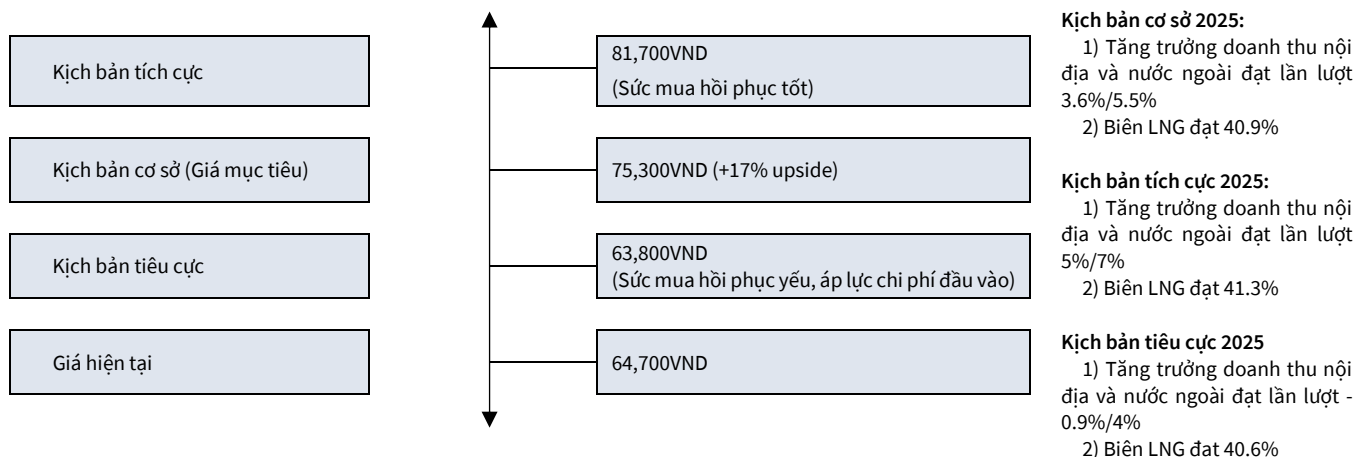 Kịch bản tích cực
81,700VND
(Sức mua hồi phục tốt)
Kịch bản cơ sở (Giá mục tiêu)
75,300VND (+17% upside)
Kịch bản tiêu cực
63,800VND
(Sức mua hồi phục yếu, áp lực chi phí đầu vào)
Giá hiện tại
64,700VND
Kịch bản cơ sở 2025:
1) Tăng trưởng doanh thu nội
địa và nước ngoài đạt lần lượt
3.6%/5.5%
2) Biên LNG đạt 40.9%
Kịch bản tích cực 2025:
1) Tăng trưởng doanh thu nội
địa và nước ngoài đạt lần lượt
5%/7%
2) Biên LNG đạt 41.3%
Kịch bản tiêu cực 2025
1) Tăng trưởng doanh thu nội
địa và nước ngoài đạt lần lượt -
0.9%/4%
2) Biên LNG đạt 40.6%